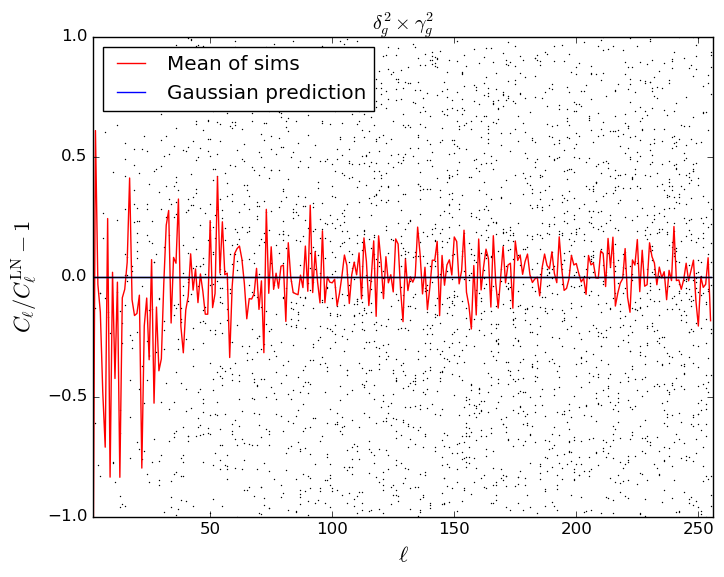 δ_g^2 × γ_g^2
Mean of sims
Gaussian prediction
1.0
0.5
0.0
−0.5
−1.0
C_ℓ/C_ℓ^LN − 1
50
100
150
200
250
ℓ